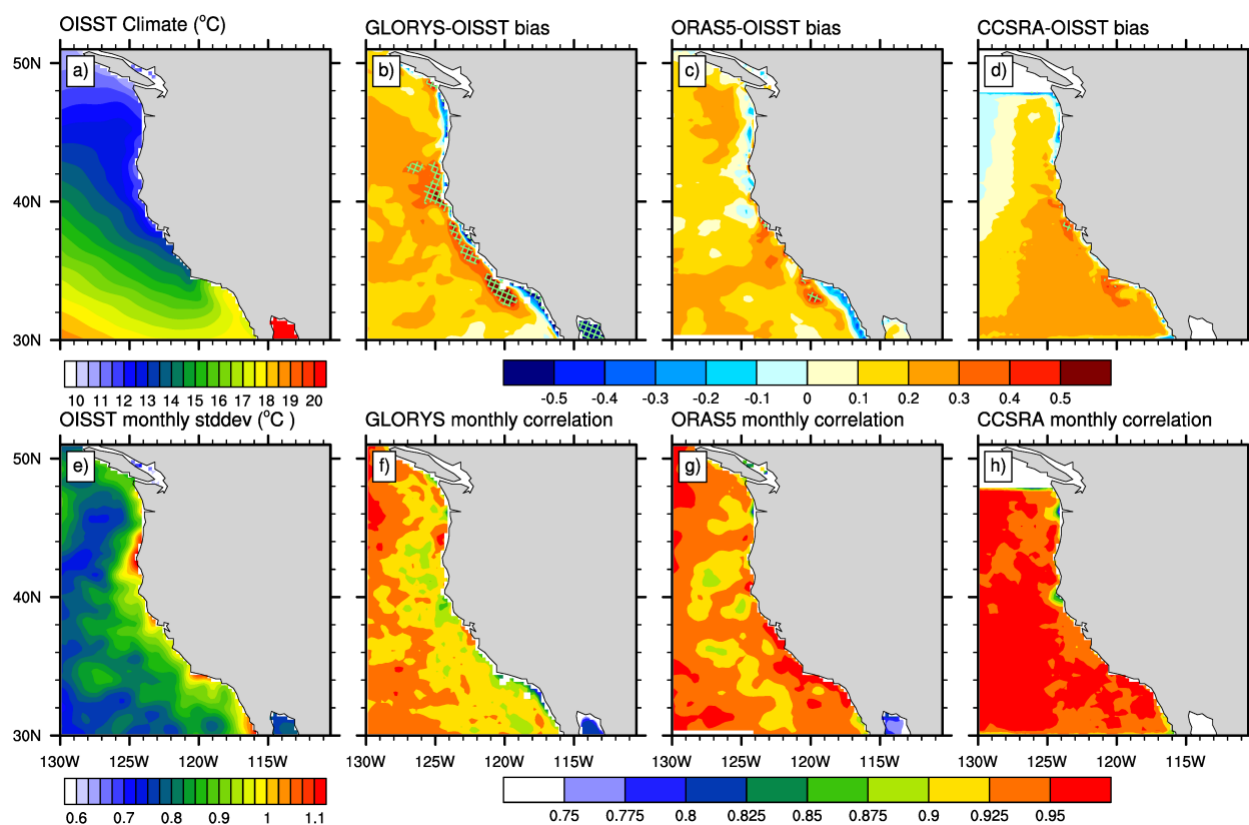 OISST Climate (°C) GLORYS-OISST bias ORAS5-OISST bias CCSRA-OISST bias
50N a) b) c) d)
40N
30N
10 11 12 13 14 15 16 17 18 19 20 -0.5 -0.4 -0.3 -0.2 -0.1 0 0.1 0.2 0.3 0.4 0.5
OISST monthly stddev (°C ) GLORYS monthly correlation ORAS5 monthly correlation CCSRA monthly correlation
50N e) f) g) h)
40N
30N
130W 125W 120W 115W 130W 125W 120W 115W 130W 125W 120W 115W 130W 125W 120W 115W
0.6 0.7 0.8 0.9 1 1.1 0.75 0.775 0.8 0.825 0.85 0.875 0.9 0.925 0.95